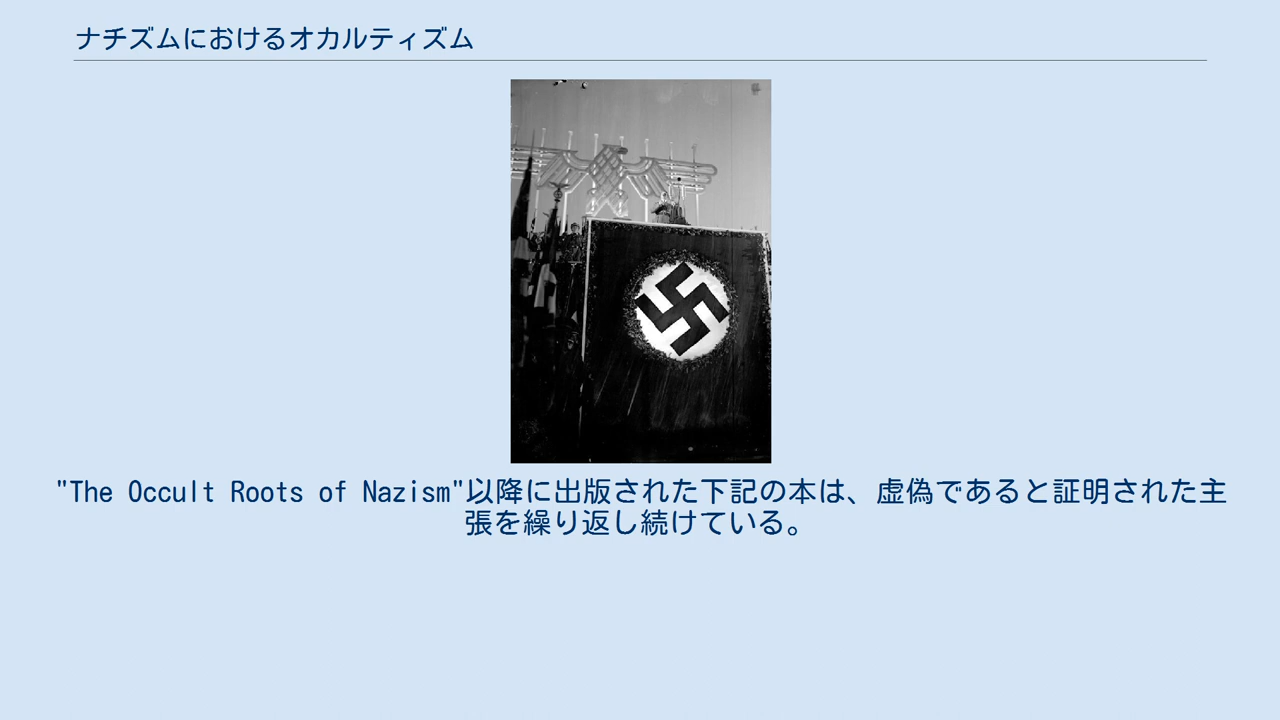 ナチズムにおけるオカルティズム
"The Occult Roots of Nazism"以降に出版された下記の本は、虚偽であると証明された主
張を繰り返し続けている。